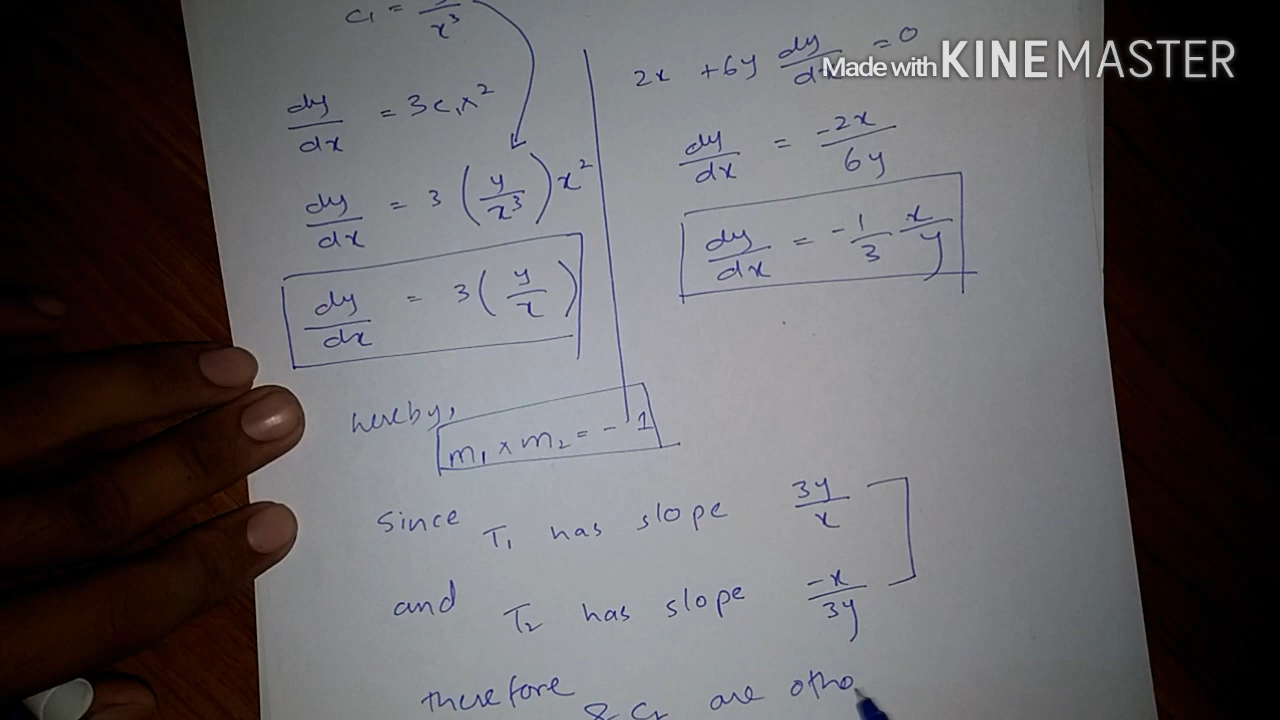 c₁ = y/x³
dy/dx = 3c₁x²
dy/dx = 3(y/x³)x²
dy/dx = 3(y/x)
2x + 6y dy/dx = 0
dy/dx = -2x/6y
dy/dx = -1/3 x/y
hereby,
m₁ × m₂ = -1
Since T₁ has slope 3y/x
and T₂ has slope -x/3y
therefore
& C₂ are otho
Made with KINEMASTER